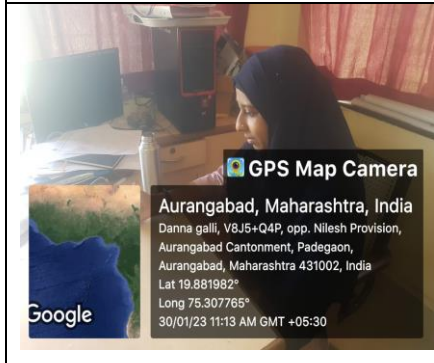 GPS Map Camera
Aurangabad, Maharashtra, India
Danna galli, V8J5+Q4P, opp. Nilesh Provision,
Aurangabad Cantonment, Padegaon,
Aurangabad, Maharashtra 431002, India
Lat 19.881982°
Long 75.307765°
30/01/23 11:13 AM GMT +05:30
Google